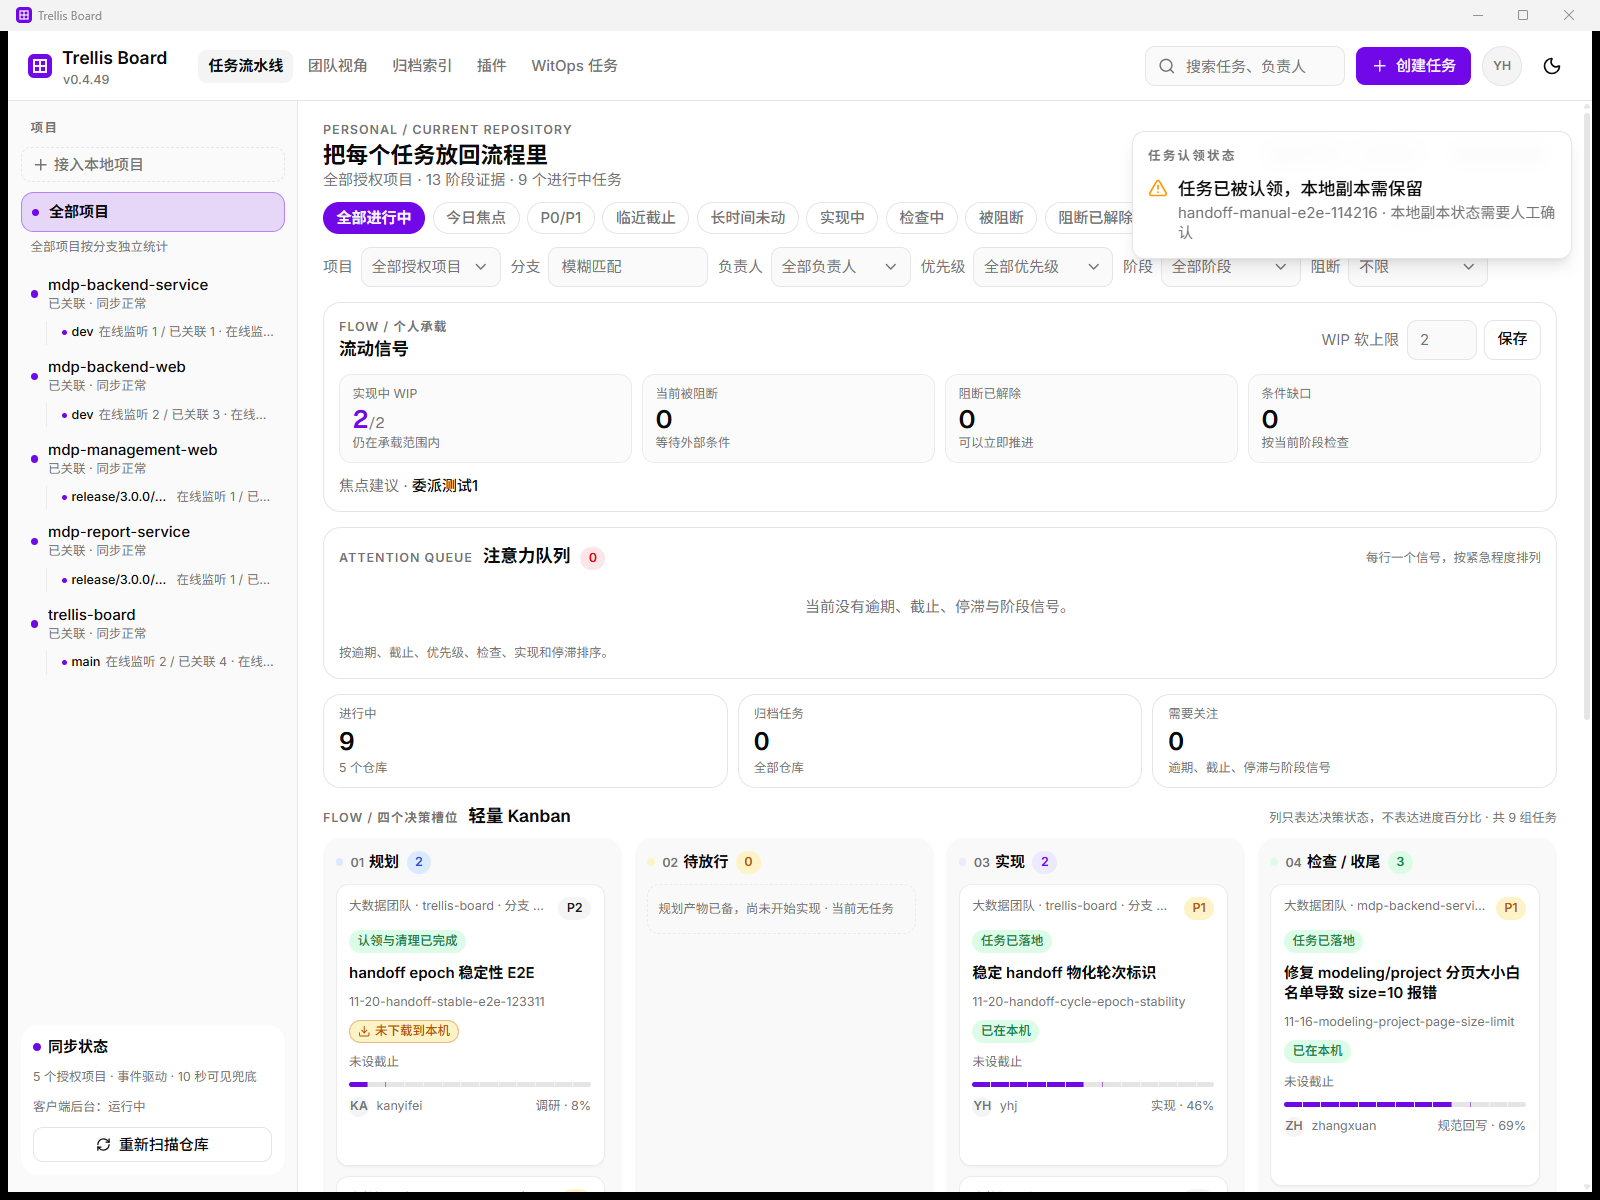 Trellis Board
Trellis Board
v0.4.49
任务流水线
团队视角
归档索引
插件
WitOps 任务
搜索任务、负责人
创建任务
YH
项目
接入本地项目
全部项目
全部项目按分支独立统计
mdp-backend-service
已关联 · 同步正常
dev 在线监听 1 / 已关联 1 · 在线监...
mdp-backend-web
已关联 · 同步正常
dev 在线监听 2 / 已关联 3 · 在线...
mdp-management-web
已关联 · 同步正常
release/3.0.0/... 在线监听 1 / 已...
mdp-report-service
已关联 · 同步正常
release/3.0.0/... 在线监听 1 / 已...
trellis-board
已关联 · 同步正常
main 在线监听 2 / 已关联 4 · 在线...
同步状态
5 个授权项目 · 事件驱动 · 10 秒可见兜底
客户端后台：运行中
重新扫描仓库
PERSONAL / CURRENT REPOSITORY
把每个任务放回流程里
全部授权项目 · 13 阶段证据 · 9 个进行中任务
全部进行中
今日焦点
P0/P1
临近截止
长时间未动
实现中
检查中
被阻断
阻断已解除
任务认领状态
任务已被认领，本地副本需保留
handoff-manual-e2e-114216 · 本地副本状态需要人工确
认
项目 全部授权项目
分支 模糊匹配
负责人 全部负责人
优先级 全部优先级
阶段 全部阶段
阻断 不限
FLOW / 个人承载
流动信号
WIP 软上限 2 保存
实现中 WIP
2/2
仍在承载范围内
当前被阻断
0
等待外部条件
阻断已解除
0
可以立即推进
条件缺口
0
按当前阶段检查
焦点建议 · 委派测试1
ATTENTION QUEUE 注意力队列 0
每行一个信号，按紧急程度排列
当前没有逾期、截止、停滞与阶段信号。
按逾期、截止、优先级、检查、实现和停滞排序。
进行中
9
5 个仓库
归档任务
0
全部仓库
需要关注
0
逾期、截止、停滞与阶段信号
FLOW / 四个决策槽位 轻量 Kanban
列只表达决策状态，不表达进度百分比 · 共 9 组任务
01 规划 2
大数据团队 · trellis-board · 分支 ... P2
认领与清理已完成
handoff epoch 稳定性 E2E
11-20-handoff-stable-e2e-123311
未下载到本机
未设截止
KA kanyifei 调研 · 8%
02 待放行 0
规划产物已备，尚未开始实现 · 当前无任务
03 实现 2
大数据团队 · trellis-board · 分支 ... P1
任务已落地
稳定 handoff 物化轮次标识
11-20-handoff-cycle-epoch-stability
已在本机
未设截止
YH yhj 实现 · 46%
04 检查 / 收尾 3
大数据团队 · mdp-backend-servi... P1
任务已落地
修复 modeling/project 分页大小白
名单导致 size=10 报错
11-16-modeling-project-page-size-limit
已在本机
未设截止
ZH zhangxuan 规范回写 · 69%